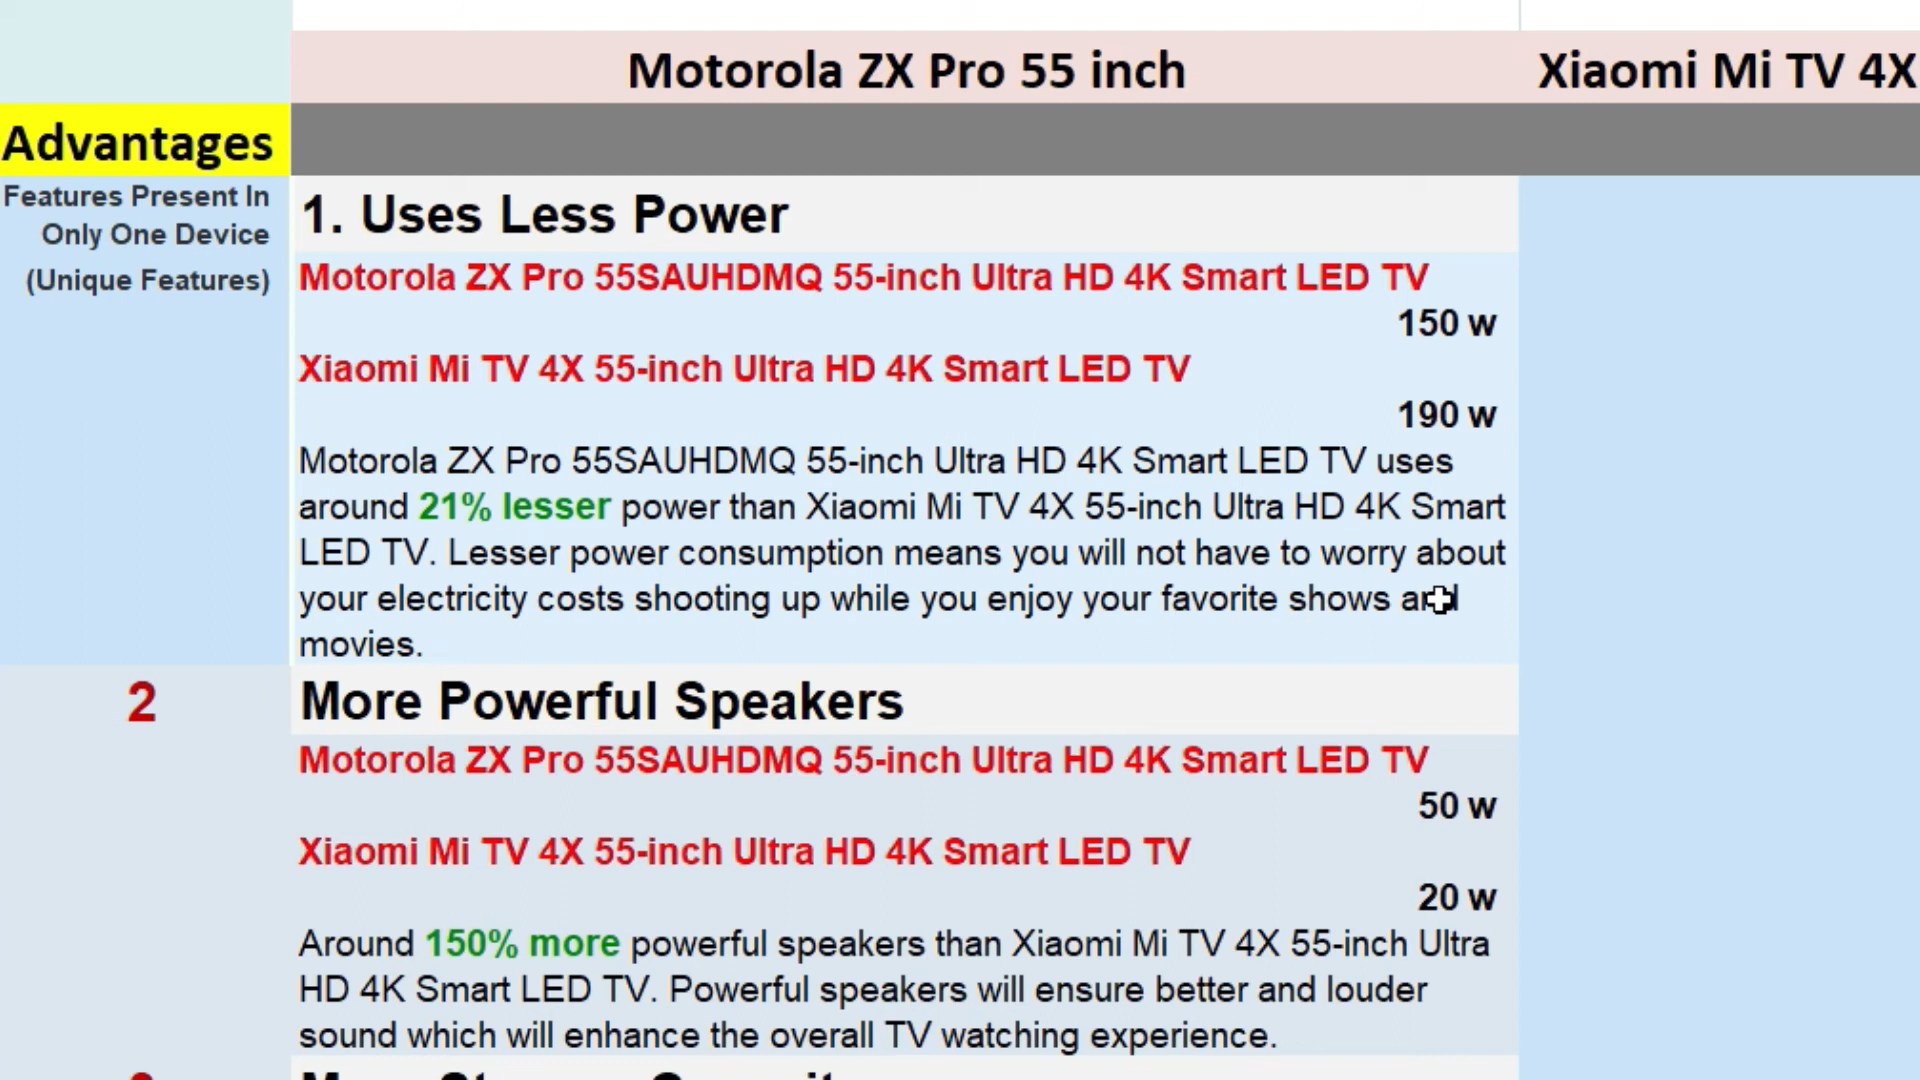 Motorola ZX Pro 55 inch
Xiaomi Mi TV 4X
Advantages
Features Present In
Only One Device
(Unique Features)
1. Uses Less Power
Motorola ZX Pro 55SAUHDMQ 55-inch Ultra HD 4K Smart LED TV
150 w
Xiaomi Mi TV 4X 55-inch Ultra HD 4K Smart LED TV
190 w
Motorola ZX Pro 55SAUHDMQ 55-inch Ultra HD 4K Smart LED TV uses
around 21% lesser power than Xiaomi Mi TV 4X 55-inch Ultra HD 4K Smart
LED TV. Lesser power consumption means you will not have to worry about
your electricity costs shooting up while you enjoy your favorite shows and
movies.
2
More Powerful Speakers
Motorola ZX Pro 55SAUHDMQ 55-inch Ultra HD 4K Smart LED TV
50 w
Xiaomi Mi TV 4X 55-inch Ultra HD 4K Smart LED TV
20 w
Around 150% more powerful speakers than Xiaomi Mi TV 4X 55-inch Ultra
HD 4K Smart LED TV. Powerful speakers will ensure better and louder
sound which will enhance the overall TV watching experience.